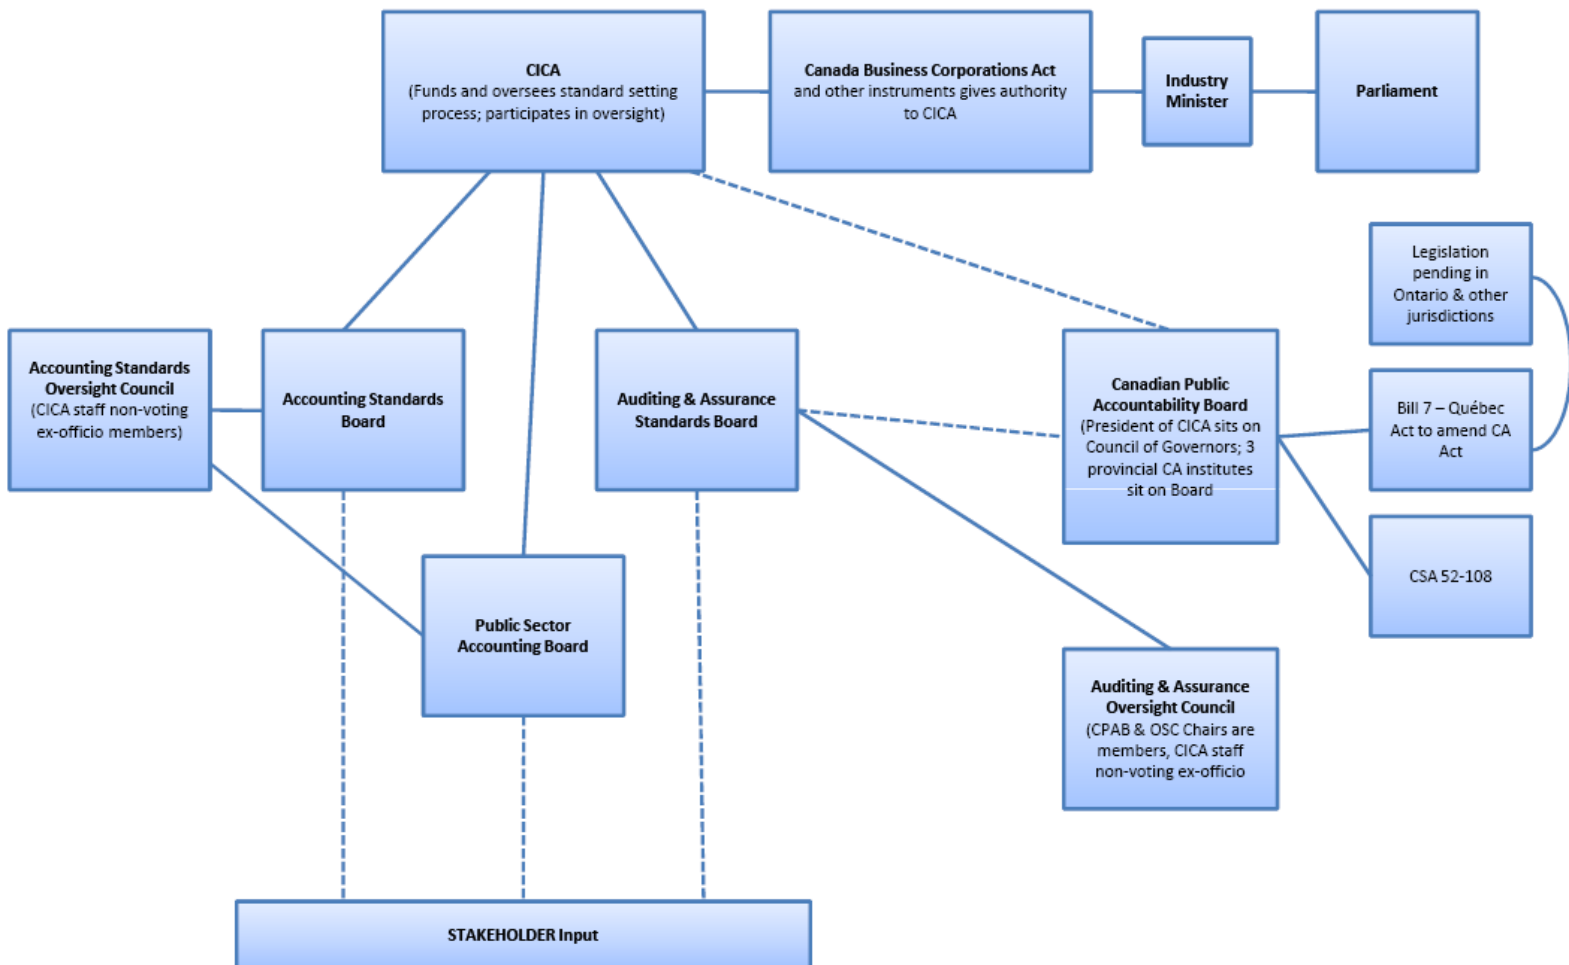 CICA
(Funds and oversees standard setting
process; participates in oversight)
Canada Business Corporations Act
and other instruments gives authority
to CICA
Industry
Minister
Parliament
Legislation
pending in
Ontario & other
jurisdictions
Accounting Standards
Oversight Council
(CICA staff non-voting
ex-officio members)
Accounting Standards
Board
Auditing & Assurance
Standards Board
Canadian Public
Accountability Board
(President of CICA sits on
Council of Governors; 3
provincial CA institutes
sit on Board
Bill 7 – Québec
Act to amend CA
Act
CSA 52-108
Public Sector
Accounting Board
Auditing & Assurance
Oversight Council
(CPAB & OSC Chairs are
members, CICA staff
non-voting ex-officio
STAKEHOLDER Input